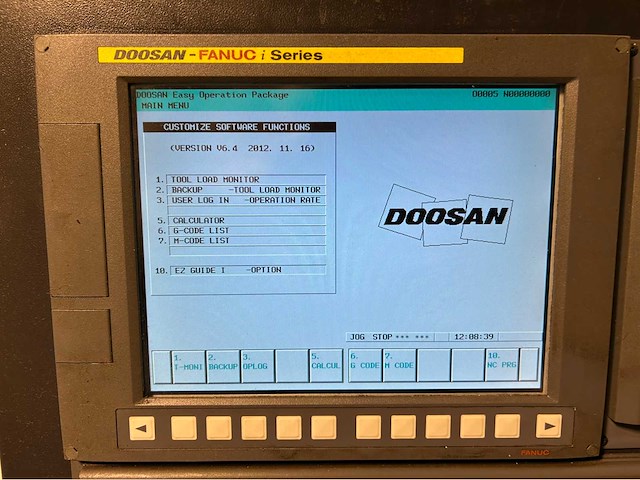 DOOSAN-FANUC i Series
DOOSAN Easy Operation Package O0005 N00000000
MAIN MENU
CUSTOMIZE SOFTWARE FUNCTIONS
(VERSION V6.4 2012. 11. 16)
1. TOOL LOAD MONITOR
2. BACKUP -TOOL LOAD MONITOR
3. USER LOG IN -OPERATION RATE
5. CALCULATOR
6. G-CODE LIST
7. M-CODE LIST
10. EZ GUIDE i -OPTION
DOOSAN
JOG STOP *** *** 12:08:39
1. 2. 3. 5. 6. 7. 10.
T-MONI BACKUP OPLOG CALCUL G CODE M CODE NC PRG
FANUC